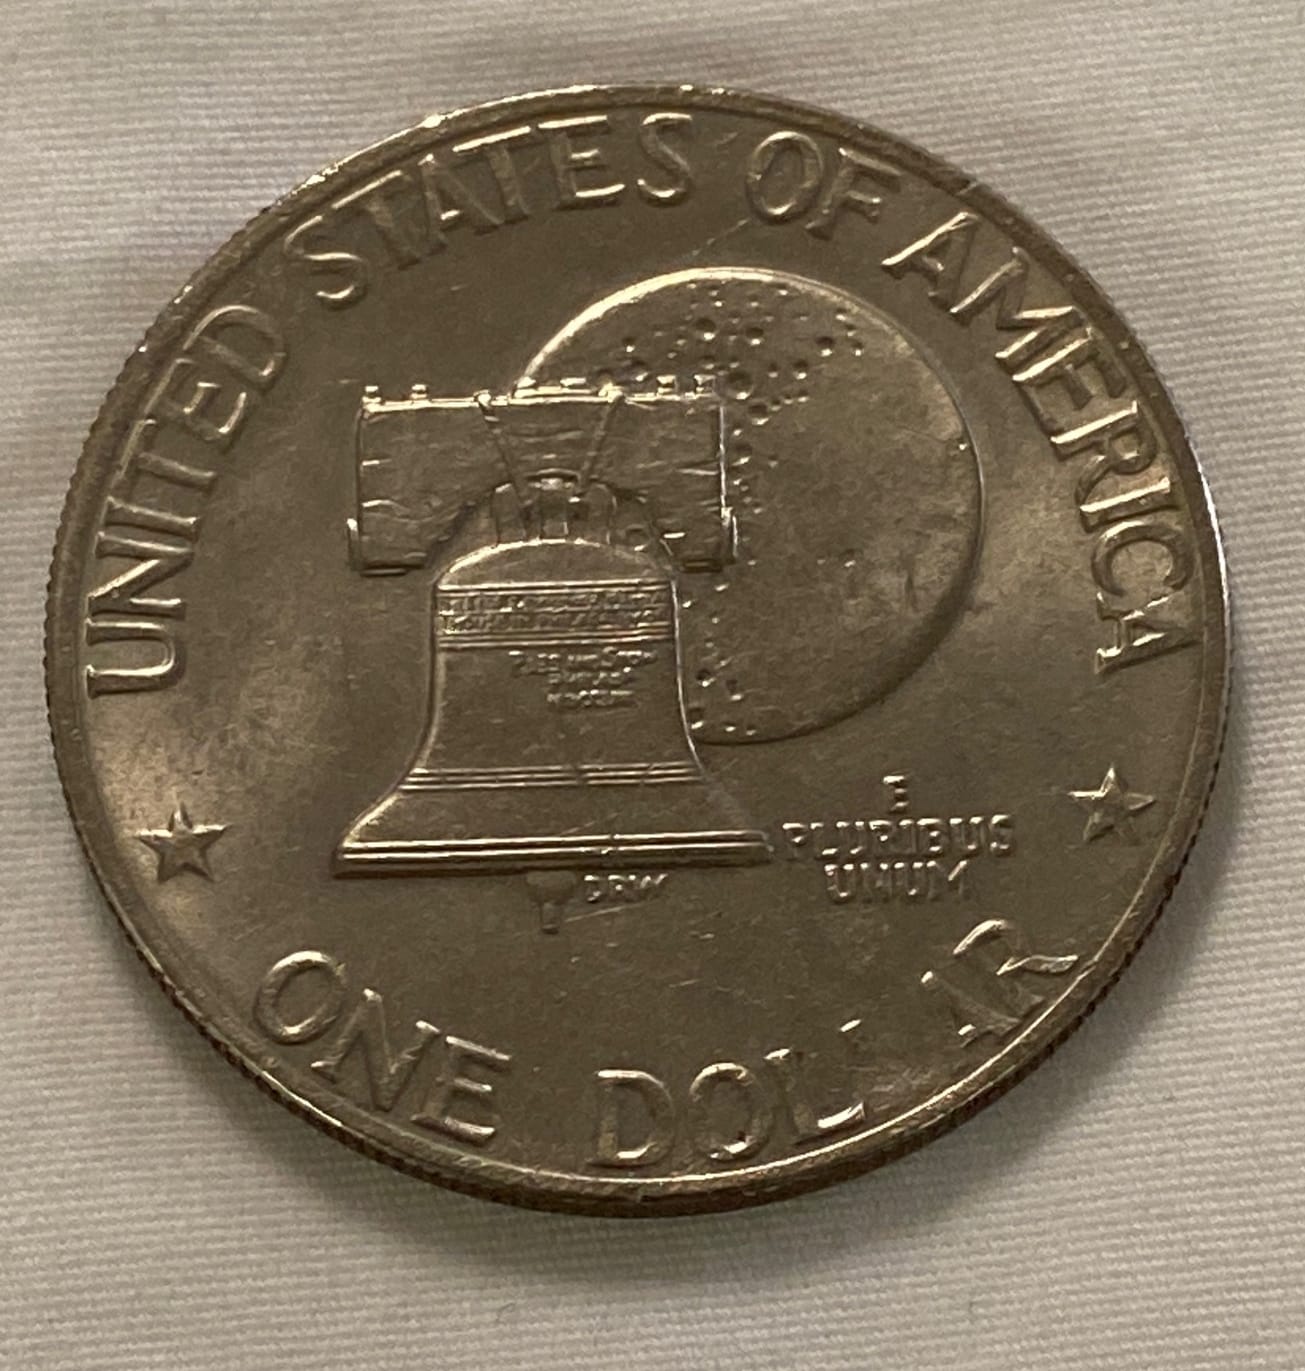 UNITED STATES OF AMERICA
E
PLURIBUS
UNUM
DRW
ONE DOLLAR